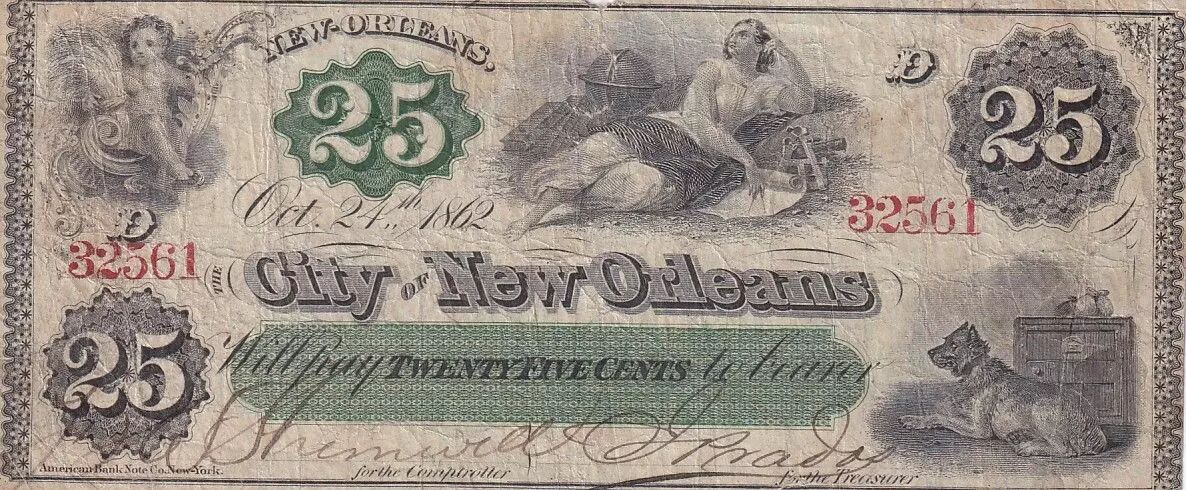 NEW-ORLEANS.
25
D
25
Oct. 24th, 1862
32561
D
32561
THE City OF New Orleans
25
Will pay TWENTY FIVE CENTS to bearer
American Bank Note Co. New-York.
for the Comptroller
for the Treasurer